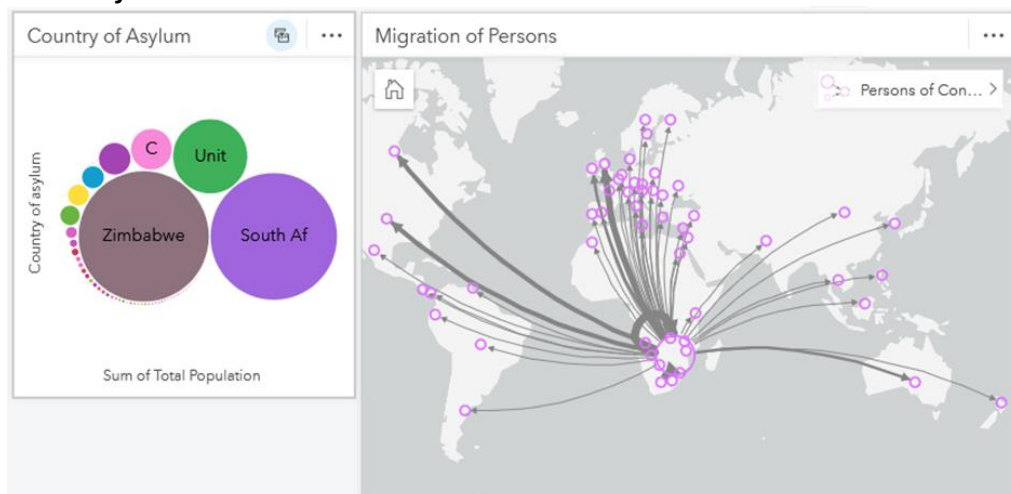 Country of Asylum
Migration of Persons
Persons of Con...
C
Unit
Zimbabwe
South Af
Country of asylum
Sum of Total Population